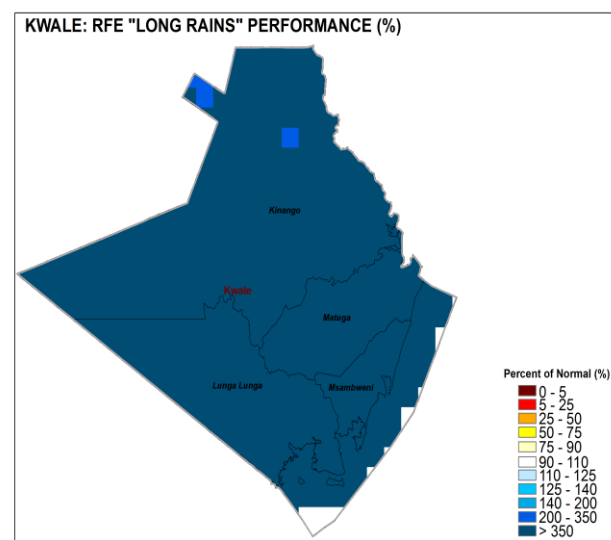 KWALE: RFE "LONG RAINS" PERFORMANCE (%)
Kinango
Kwale
Matuga
Lunga Lunga
Msambweni
Percent of Normal (%)
0 - 5
5 - 25
25 - 50
50 - 75
75 - 90
90 - 110
110 - 125
125 - 140
140 - 200
200 - 350
> 350